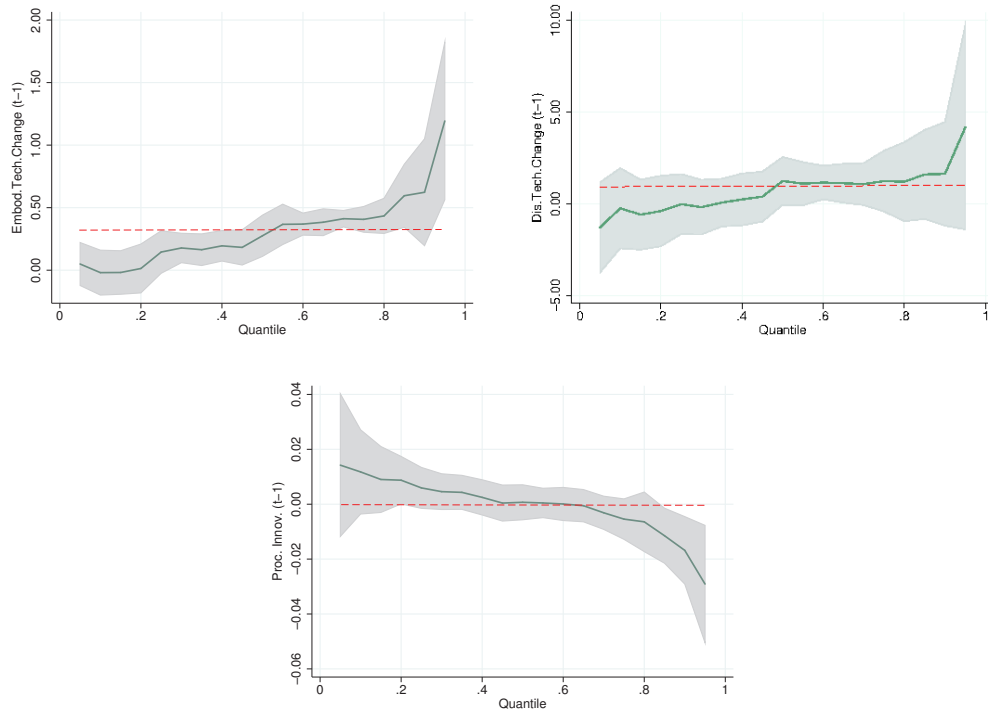 Embod.Tech.Change (t−1)
2.00
1.50
1.00
0.50
0.00
0 .2 .4 .6 .8 1
Quantile
Dis.Tech.Change (t−1)
10.00
5.00
0.00
−5.00
0 .2 .4 .6 .8 1
Quantile
Proc. Innov. (t−1)
0.04
0.02
0.00
−0.02
−0.04
−0.06
0 .2 .4 .6 .8 1
Quantile